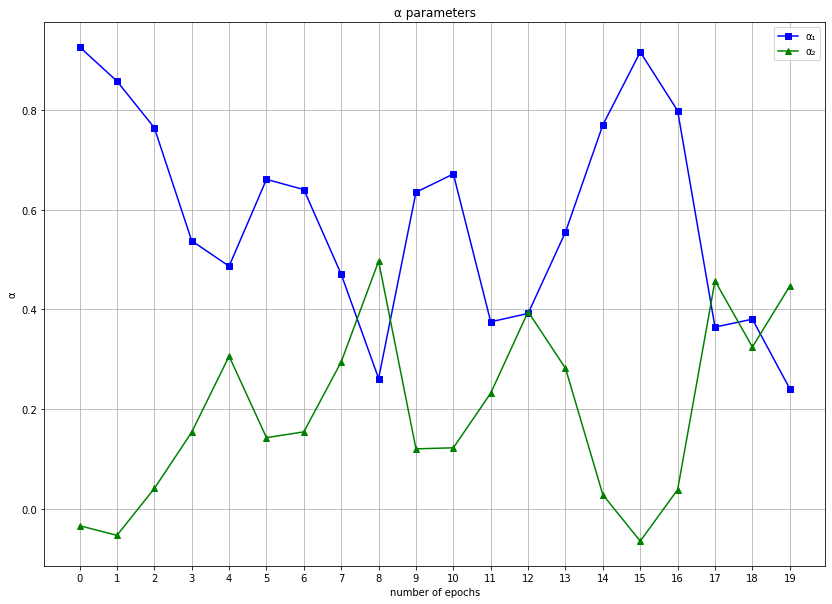 α parameters
α₁
α₂
0.8
0.6
0.4
0.2
0.0
α
0 1 2 3 4 5 6 7 8 9 10 11 12 13 14 15 16 17 18 19
number of epochs